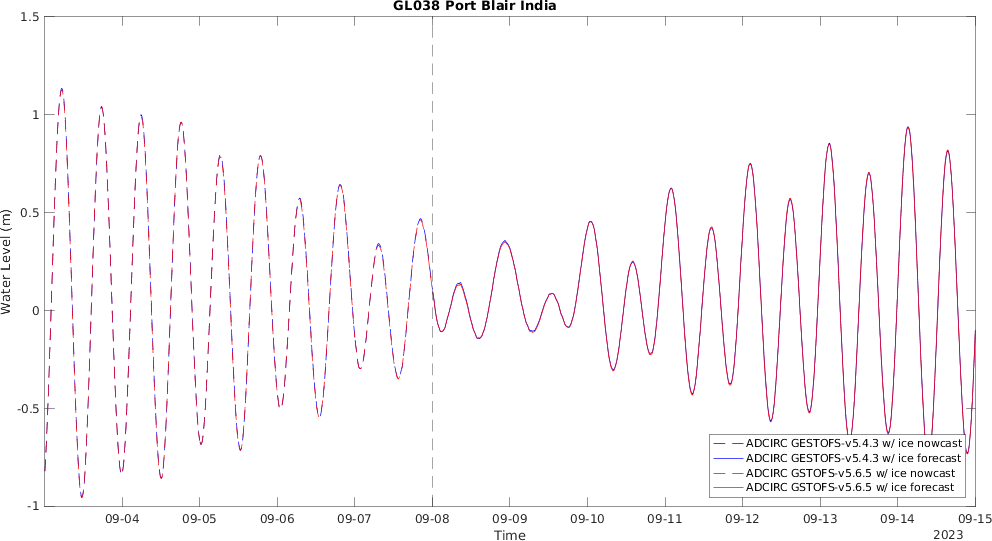 GL038 Port Blair India
1.5
1
0.5
0
-0.5
-1
Water Level (m)
ADCIRC GESTOFS-v5.4.3 w/ ice nowcast
ADCIRC GESTOFS-v5.4.3 w/ ice forecast
ADCIRC GSTOFS-v5.6.5 w/ ice nowcast
ADCIRC GSTOFS-v5.6.5 w/ ice forecast
09-04 09-05 09-06 09-07 09-08 09-09 09-10 09-11 09-12 09-13 09-14 09-15
Time
2023